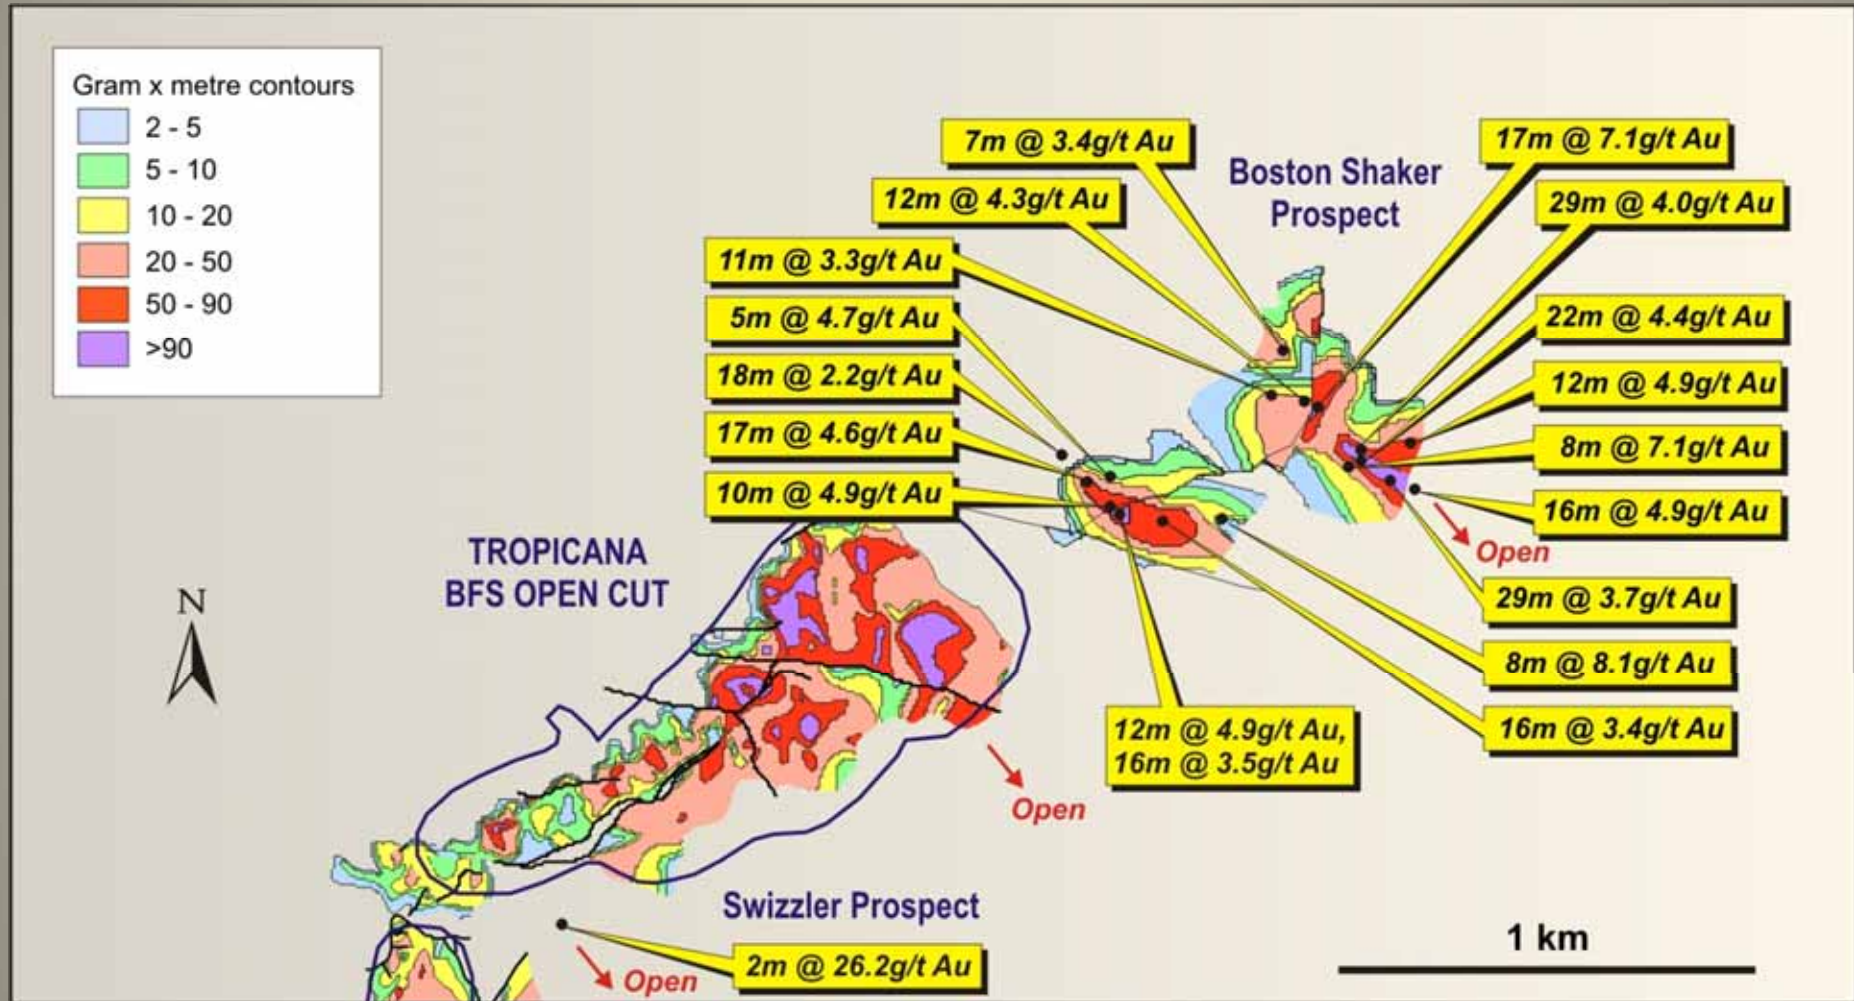 Gram x metre contours
2 - 5
5 - 10
10 - 20
20 - 50
50 - 90
>90
7m @ 3.4g/t Au
12m @ 4.3g/t Au
11m @ 3.3g/t Au
5m @ 4.7g/t Au
18m @ 2.2g/t Au
17m @ 4.6g/t Au
10m @ 4.9g/t Au
Boston Shaker
Prospect
17m @ 7.1g/t Au
29m @ 4.0g/t Au
22m @ 4.4g/t Au
12m @ 4.9g/t Au
8m @ 7.1g/t Au
16m @ 4.9g/t Au
Open
29m @ 3.7g/t Au
8m @ 8.1g/t Au
16m @ 3.4g/t Au
12m @ 4.9g/t Au,
16m @ 3.5g/t Au
TROPICANA
BFS OPEN CUT
N
Open
Swizzler Prospect
2m @ 26.2g/t Au
Open
1 km